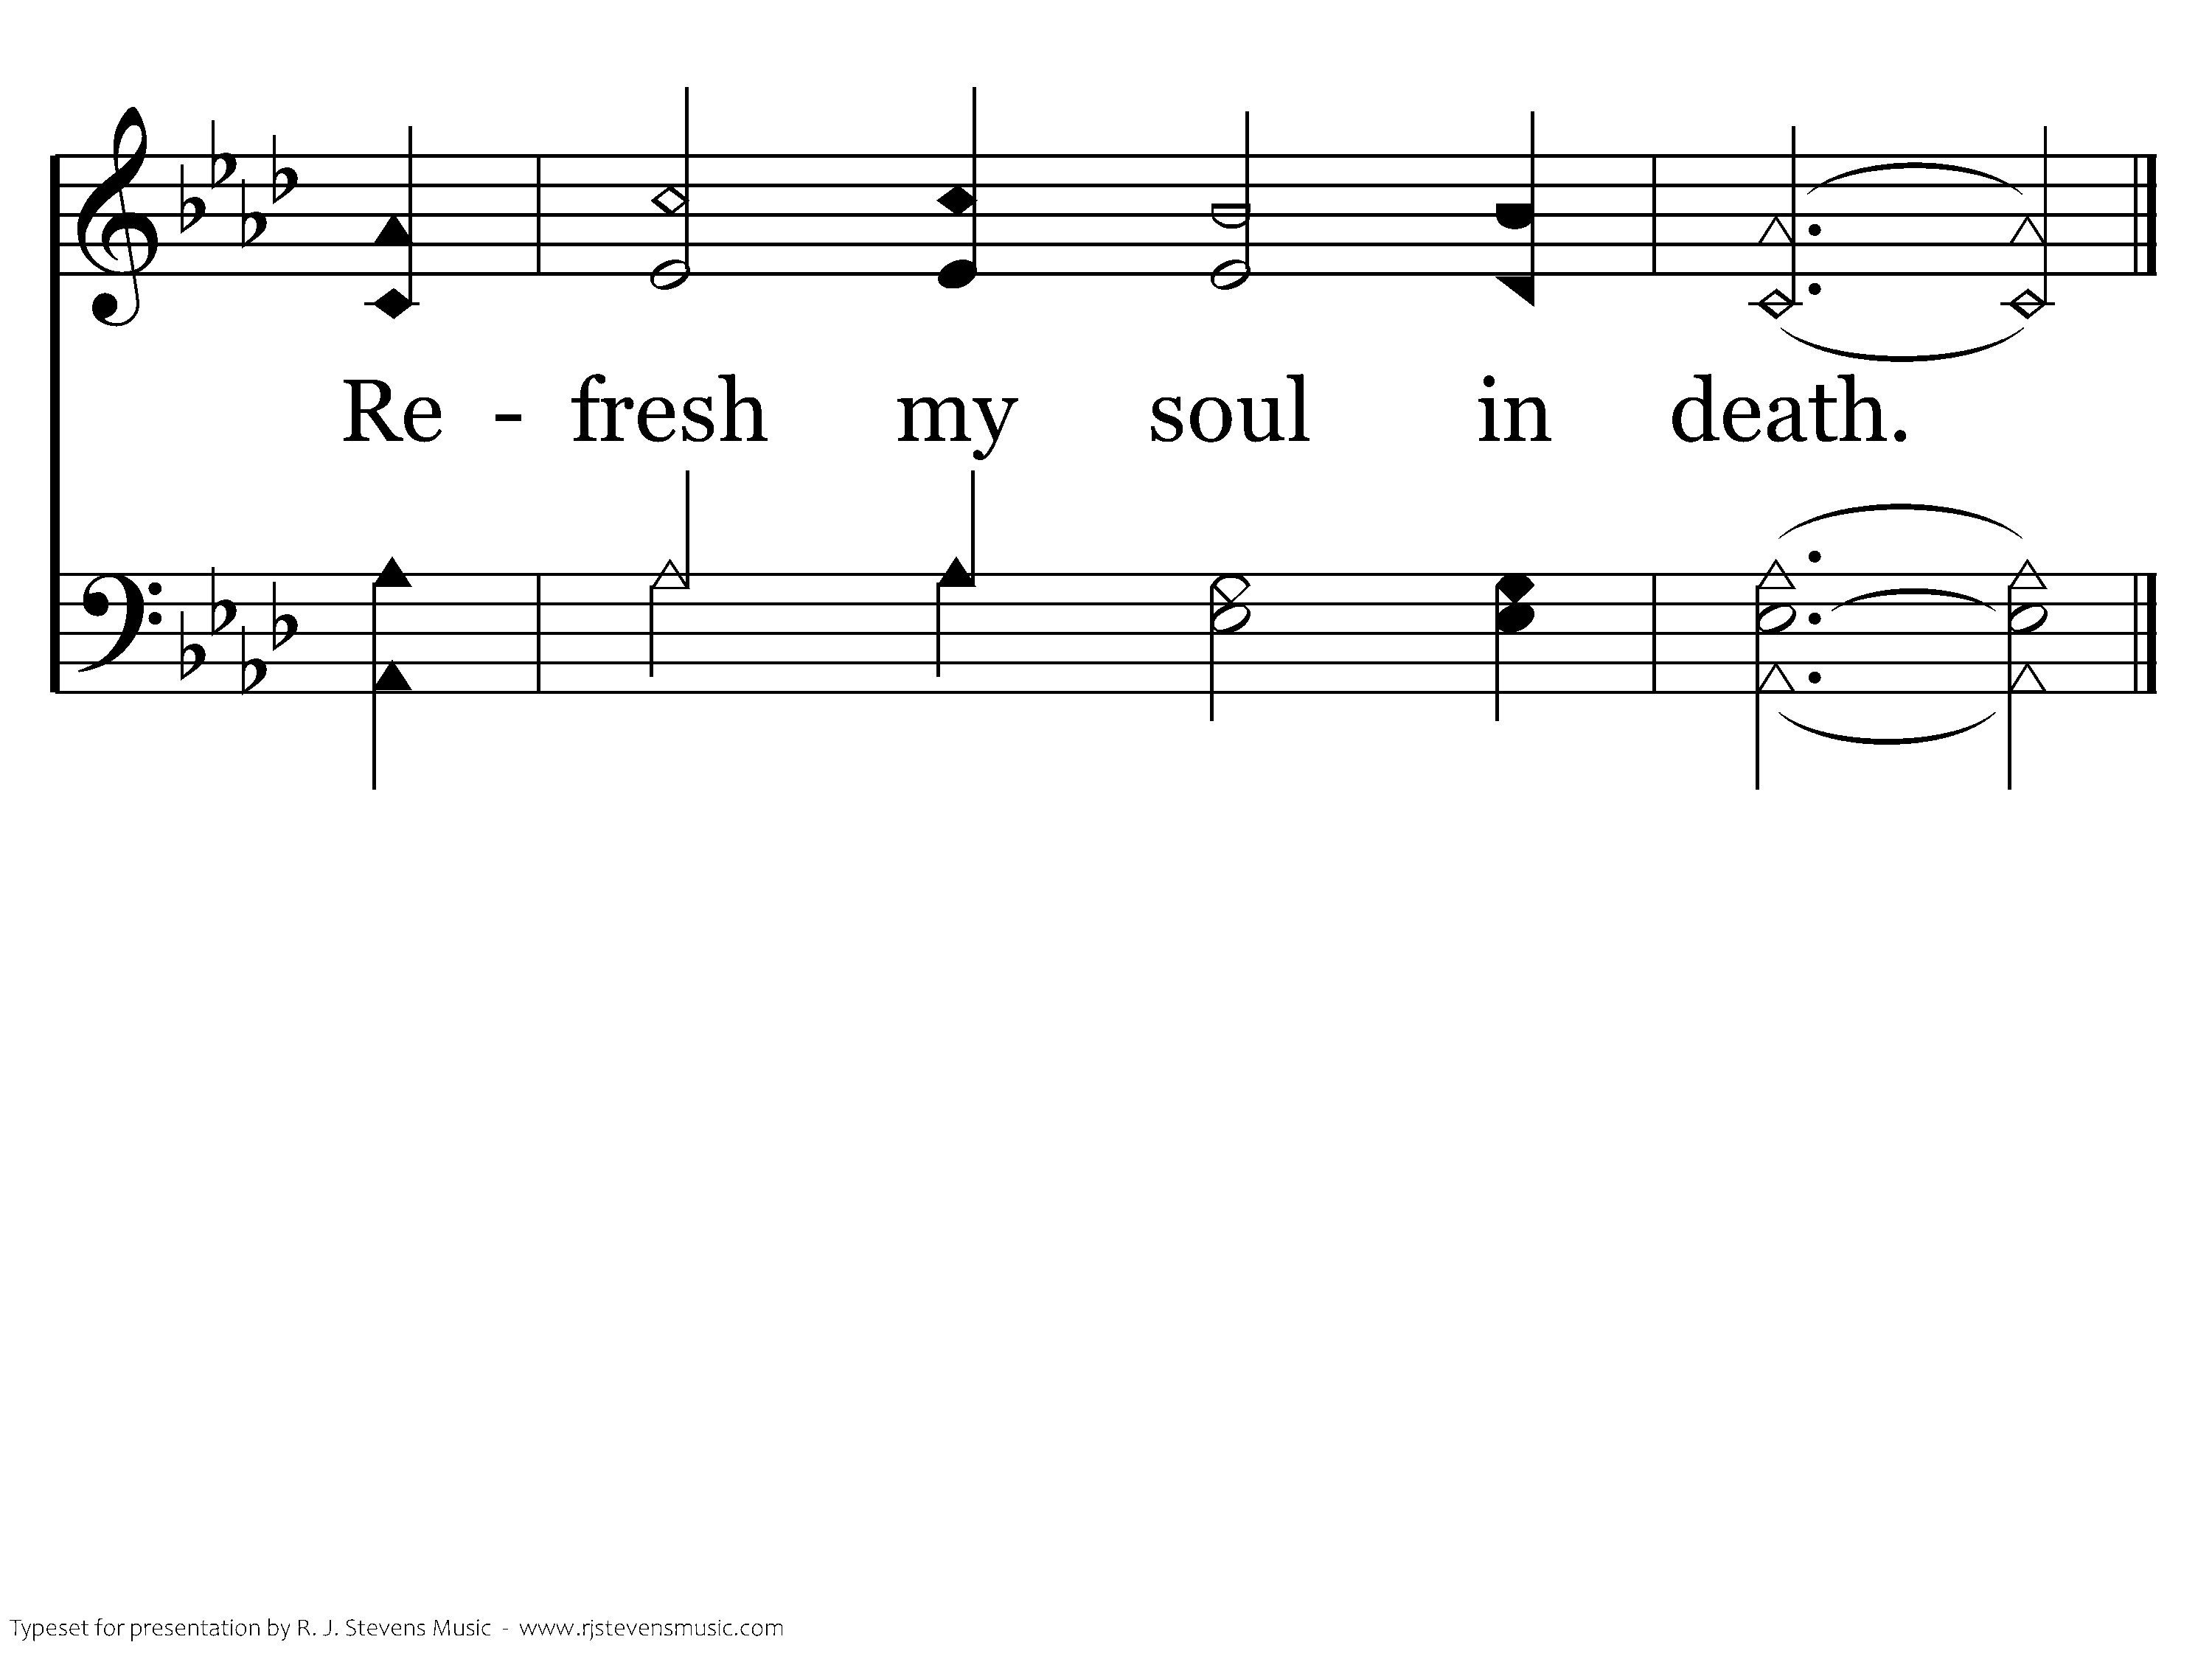 Re - fresh my soul in death.
Typeset for presentation by R. J. Stevens Music - www.rjstevensmusic.com